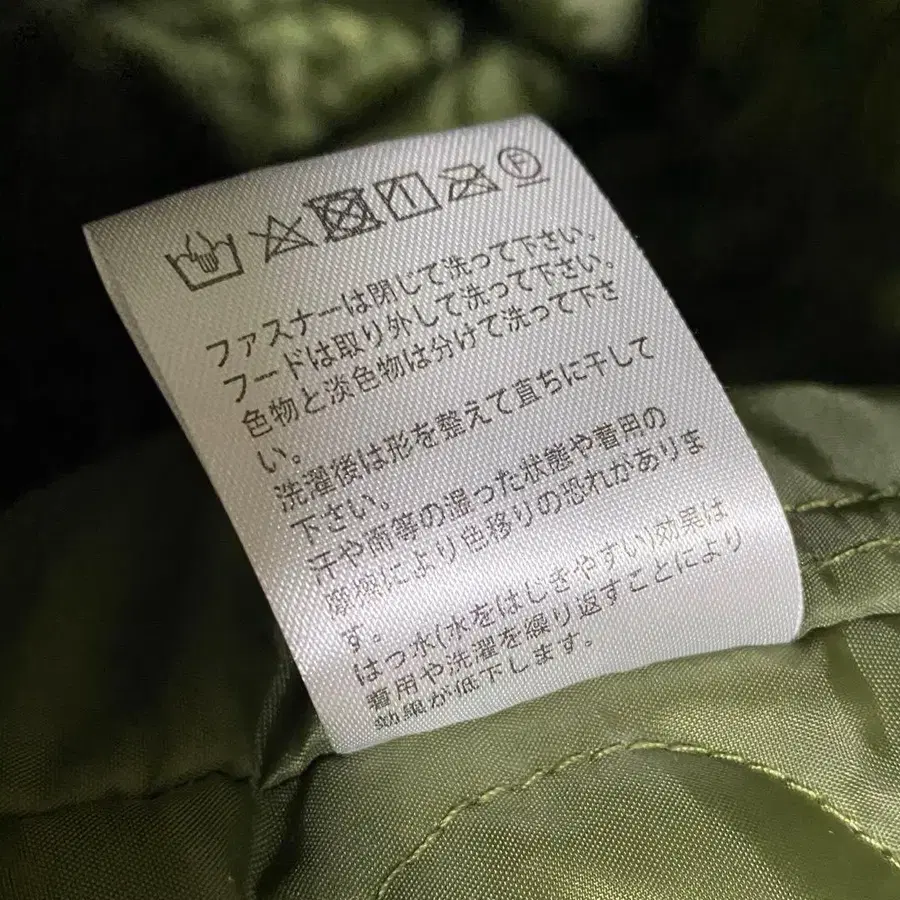 F
ファスナーは閉じて洗って下さい。
フードは取り外して洗って下さい。
色物と淡色物は分けて洗って下さ
い。
洗濯後は形を整えて直ちに干して
下さい。
汗や雨等の湿った状態や着用の
摩擦により色移りの恐れがありま
す。
はっ水(水をはじきやすい)効果は
着用や洗濯を繰り返すことにより
効果が低下します。